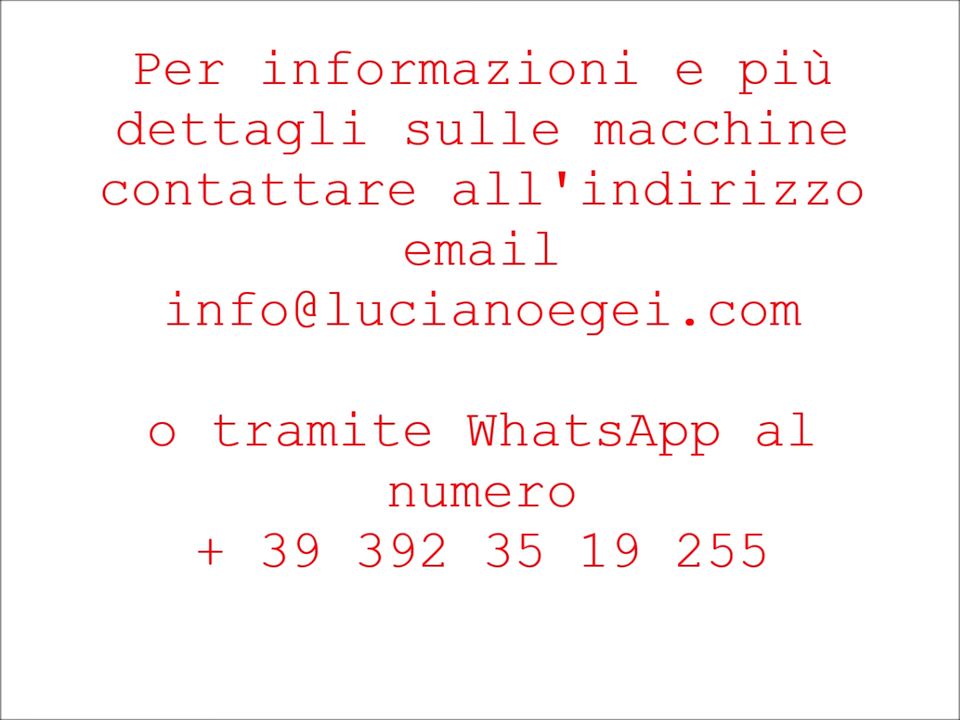 Per informazioni e più
dettagli sulle macchine
contattare all'indirizzo
email
info@lucianoegei.com
o tramite WhatsApp al
numero
+ 39 392 35 19 255